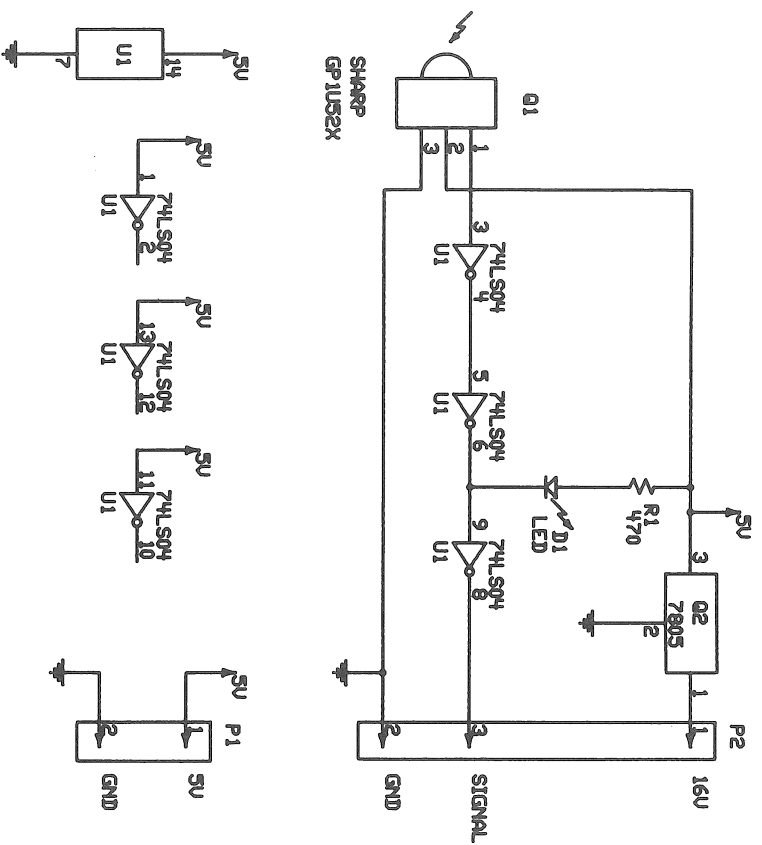 5V
P2
3
Q2
7805
1
1
16V
2
R1
470
D1
LED
Q1
1
2
3
SHARP
GP1U52X
3
74LS04
4
U1
5
74LS04
6
U1
9
74LS04
8
U1
3
SIGNAL
2
GND
5V
14
U1
7
5V
1
74LS04
2
U1
5V
13
74LS04
12
U1
5V
11
74LS04
10
U1
5V
P1
1
5V
2
GND